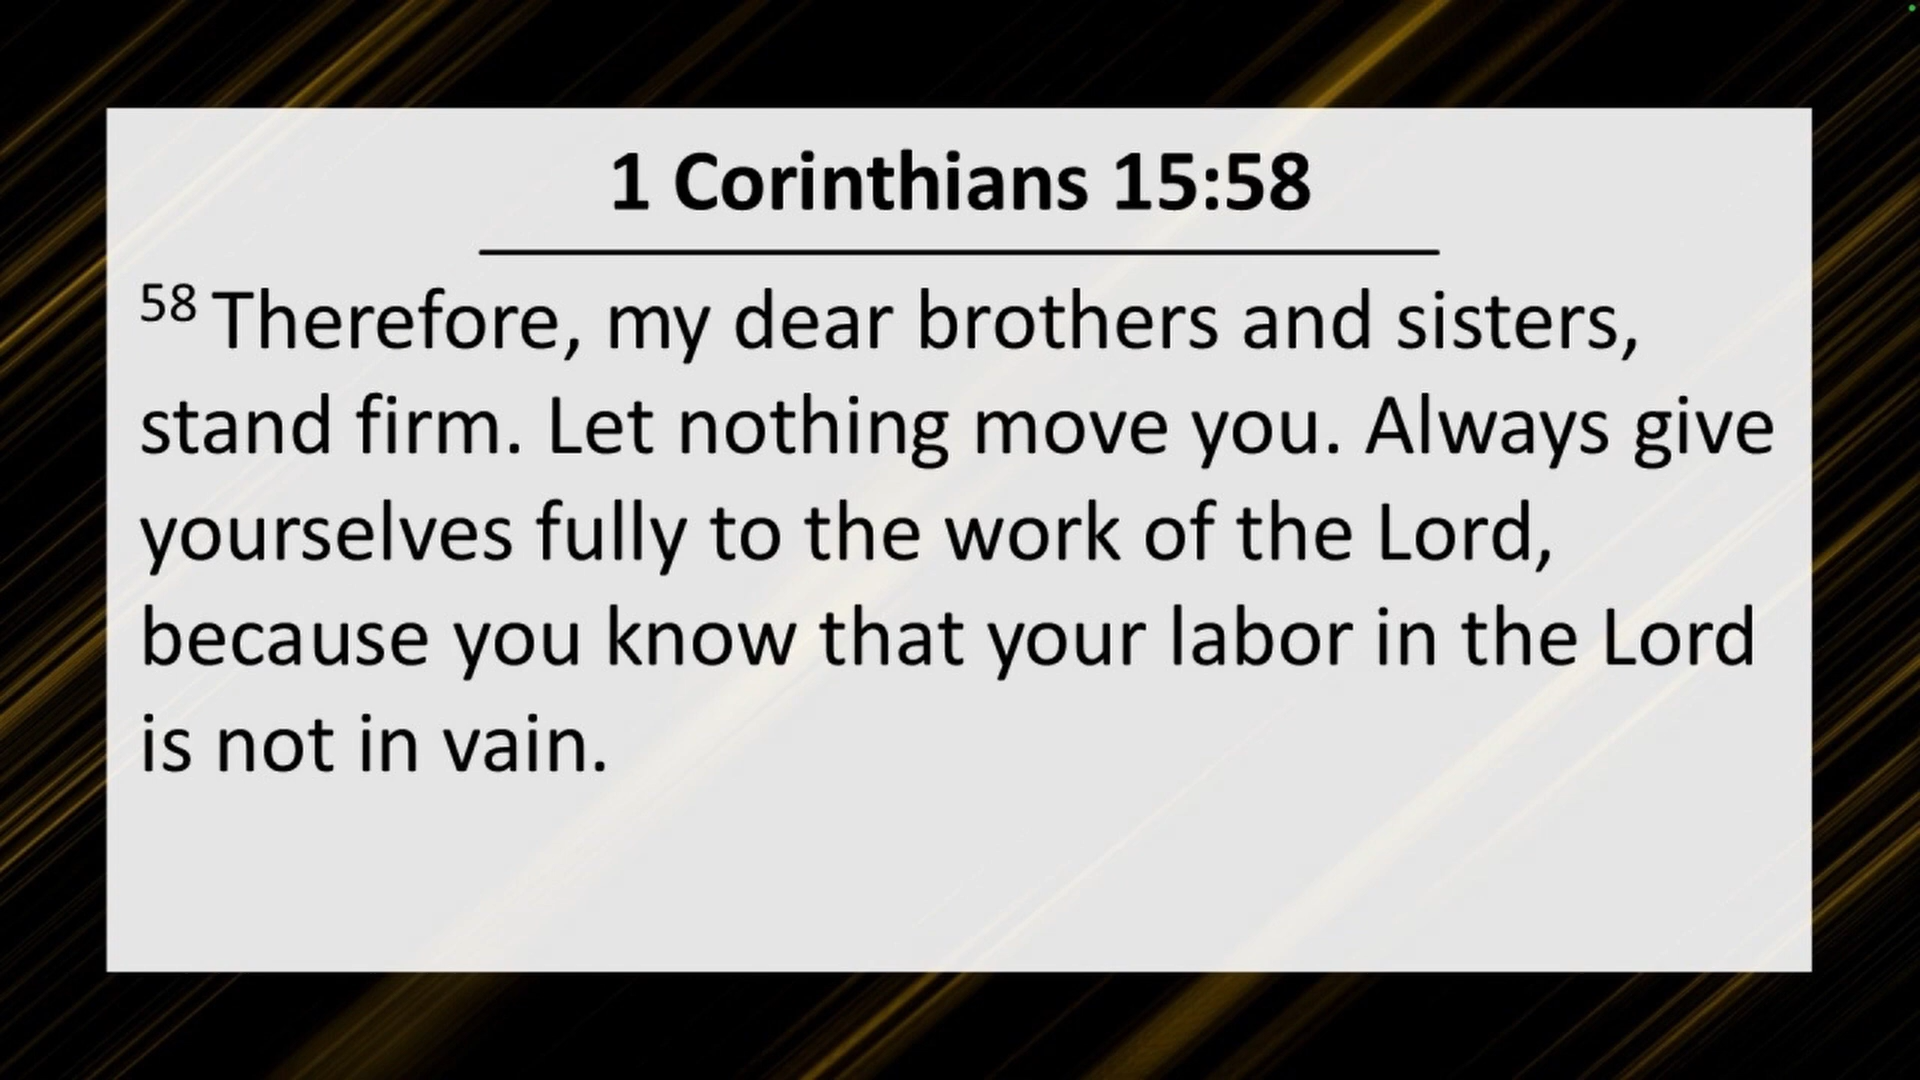 1 Corinthians 15:58
58 Therefore, my dear brothers and sisters,
stand firm. Let nothing move you. Always give
yourselves fully to the work of the Lord,
because you know that your labor in the Lord
is not in vain.